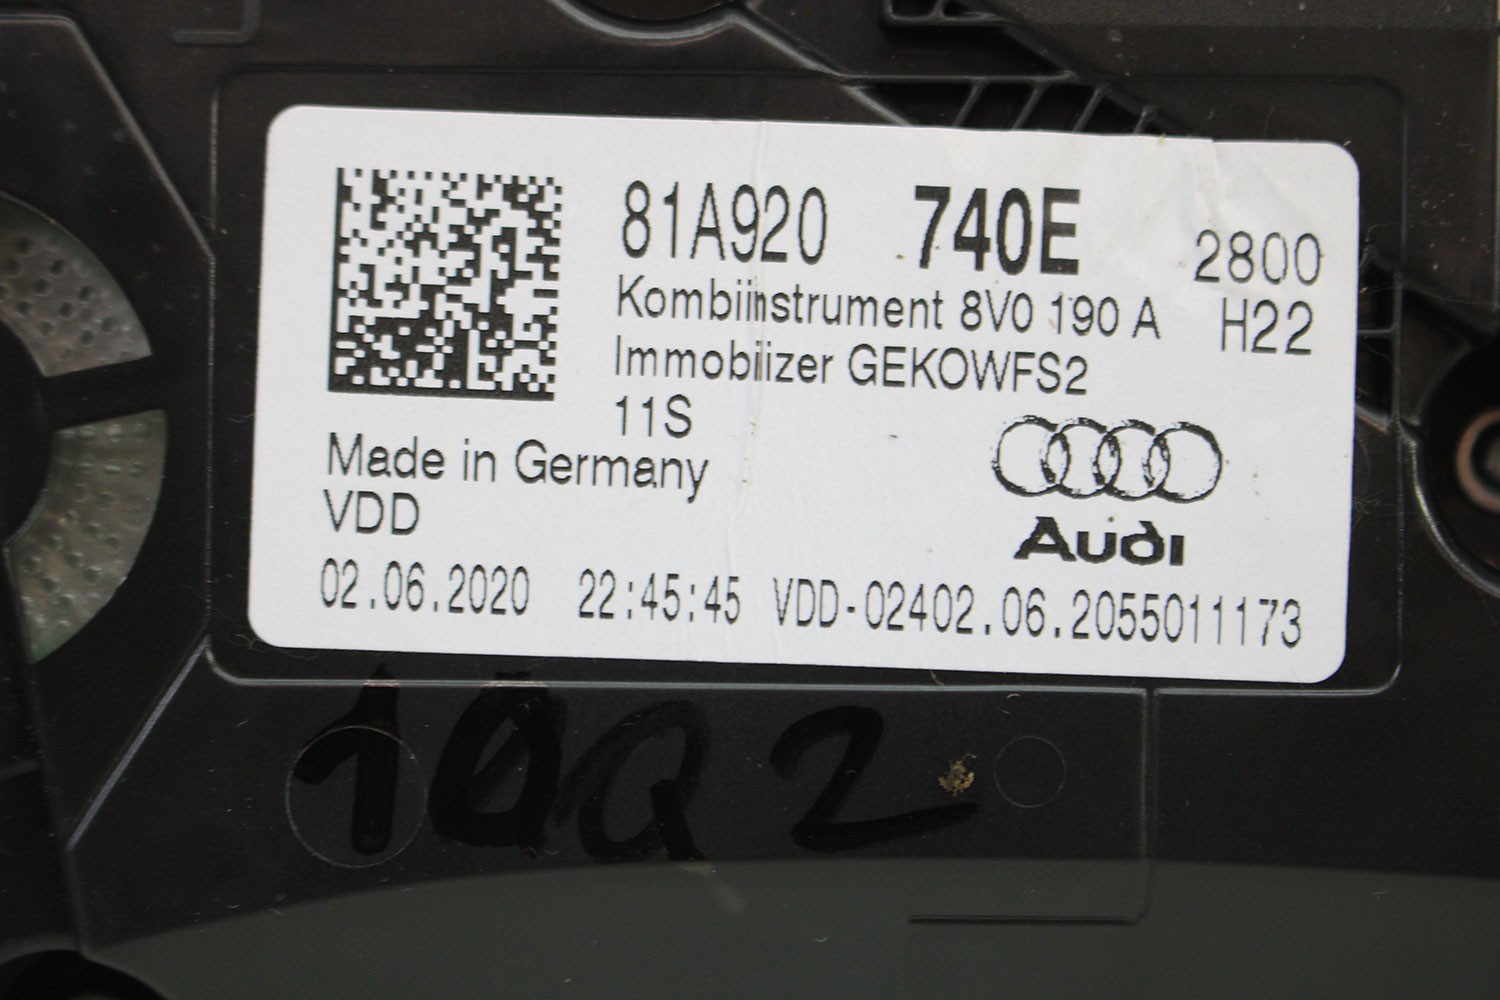 81A920 740E 2800
Kombiinstrument 8V0 190 A H22
Immobilizer GEKOWFS2
11S
Made in Germany
VDD
Audi
02.06.2020 22:45:45 VDD-02402.06.2055011173
10Q2